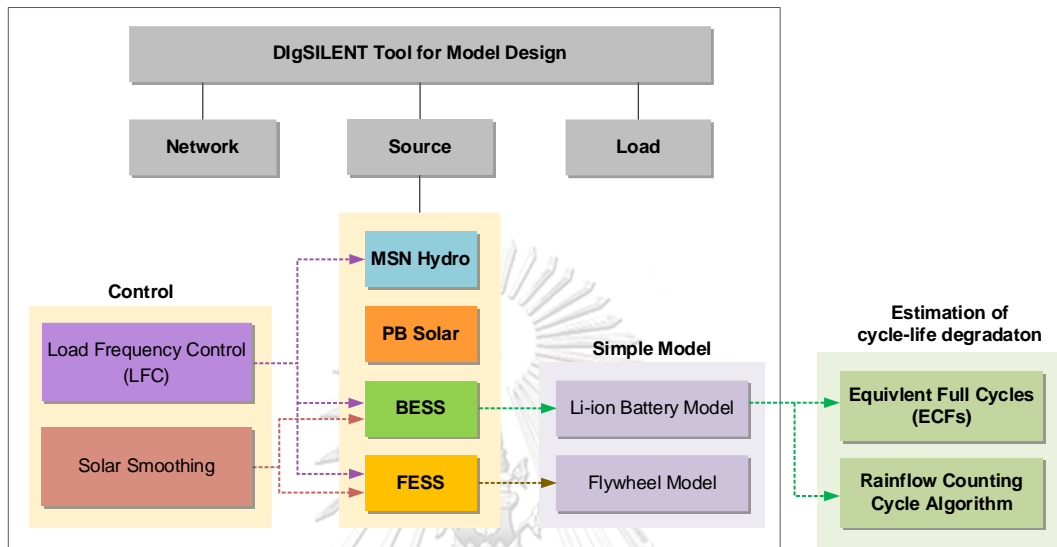 DIgSILENT Tool for Model Design
Network
Source
Load
Control
Load Frequency Control
(LFC)
Solar Smoothing
MSN Hydro
PB Solar
BESS
FESS
Simple Model
Li-ion Battery Model
Flywheel Model
Estimation of
cycle-life degradaton
Equivlent Full Cycles
(ECFs)
Rainflow Counting
Cycle Algorithm